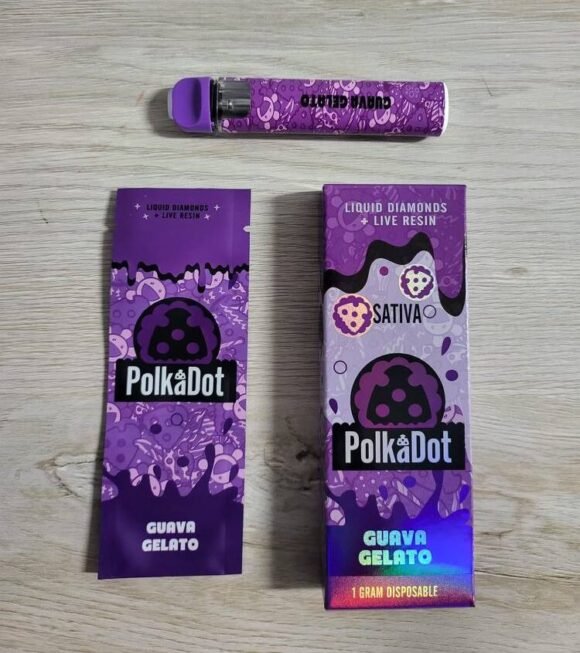 GUAVA GELATO
LIQUID DIAMONDS
+ LIVE RESIN
PolkaDot
GUAVA
GELATO
LIQUID DIAMONDS
+ LIVE RESIN
SATIVA
PolkaDot
GUAVA
GELATO
1 GRAM DISPOSABLE